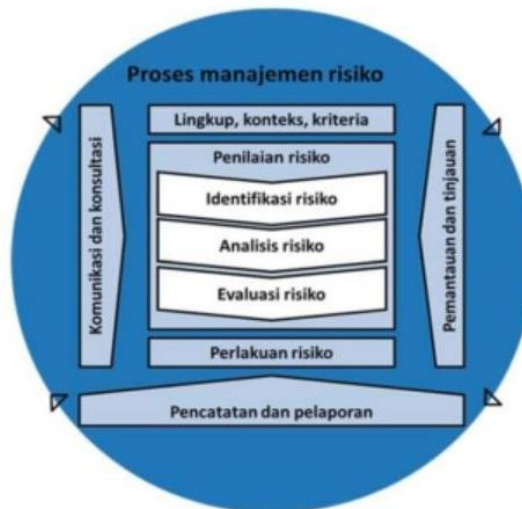 Proses manajemen risiko
Lingkup, konteks, kriteria
Komunikasi dan konsultasi
Penilaian risiko
Identifikasi risiko
Analisis risiko
Evaluasi risiko
Pemantauan dan tinjauan
Perlakuan risiko
Pencatatan dan pelaporan